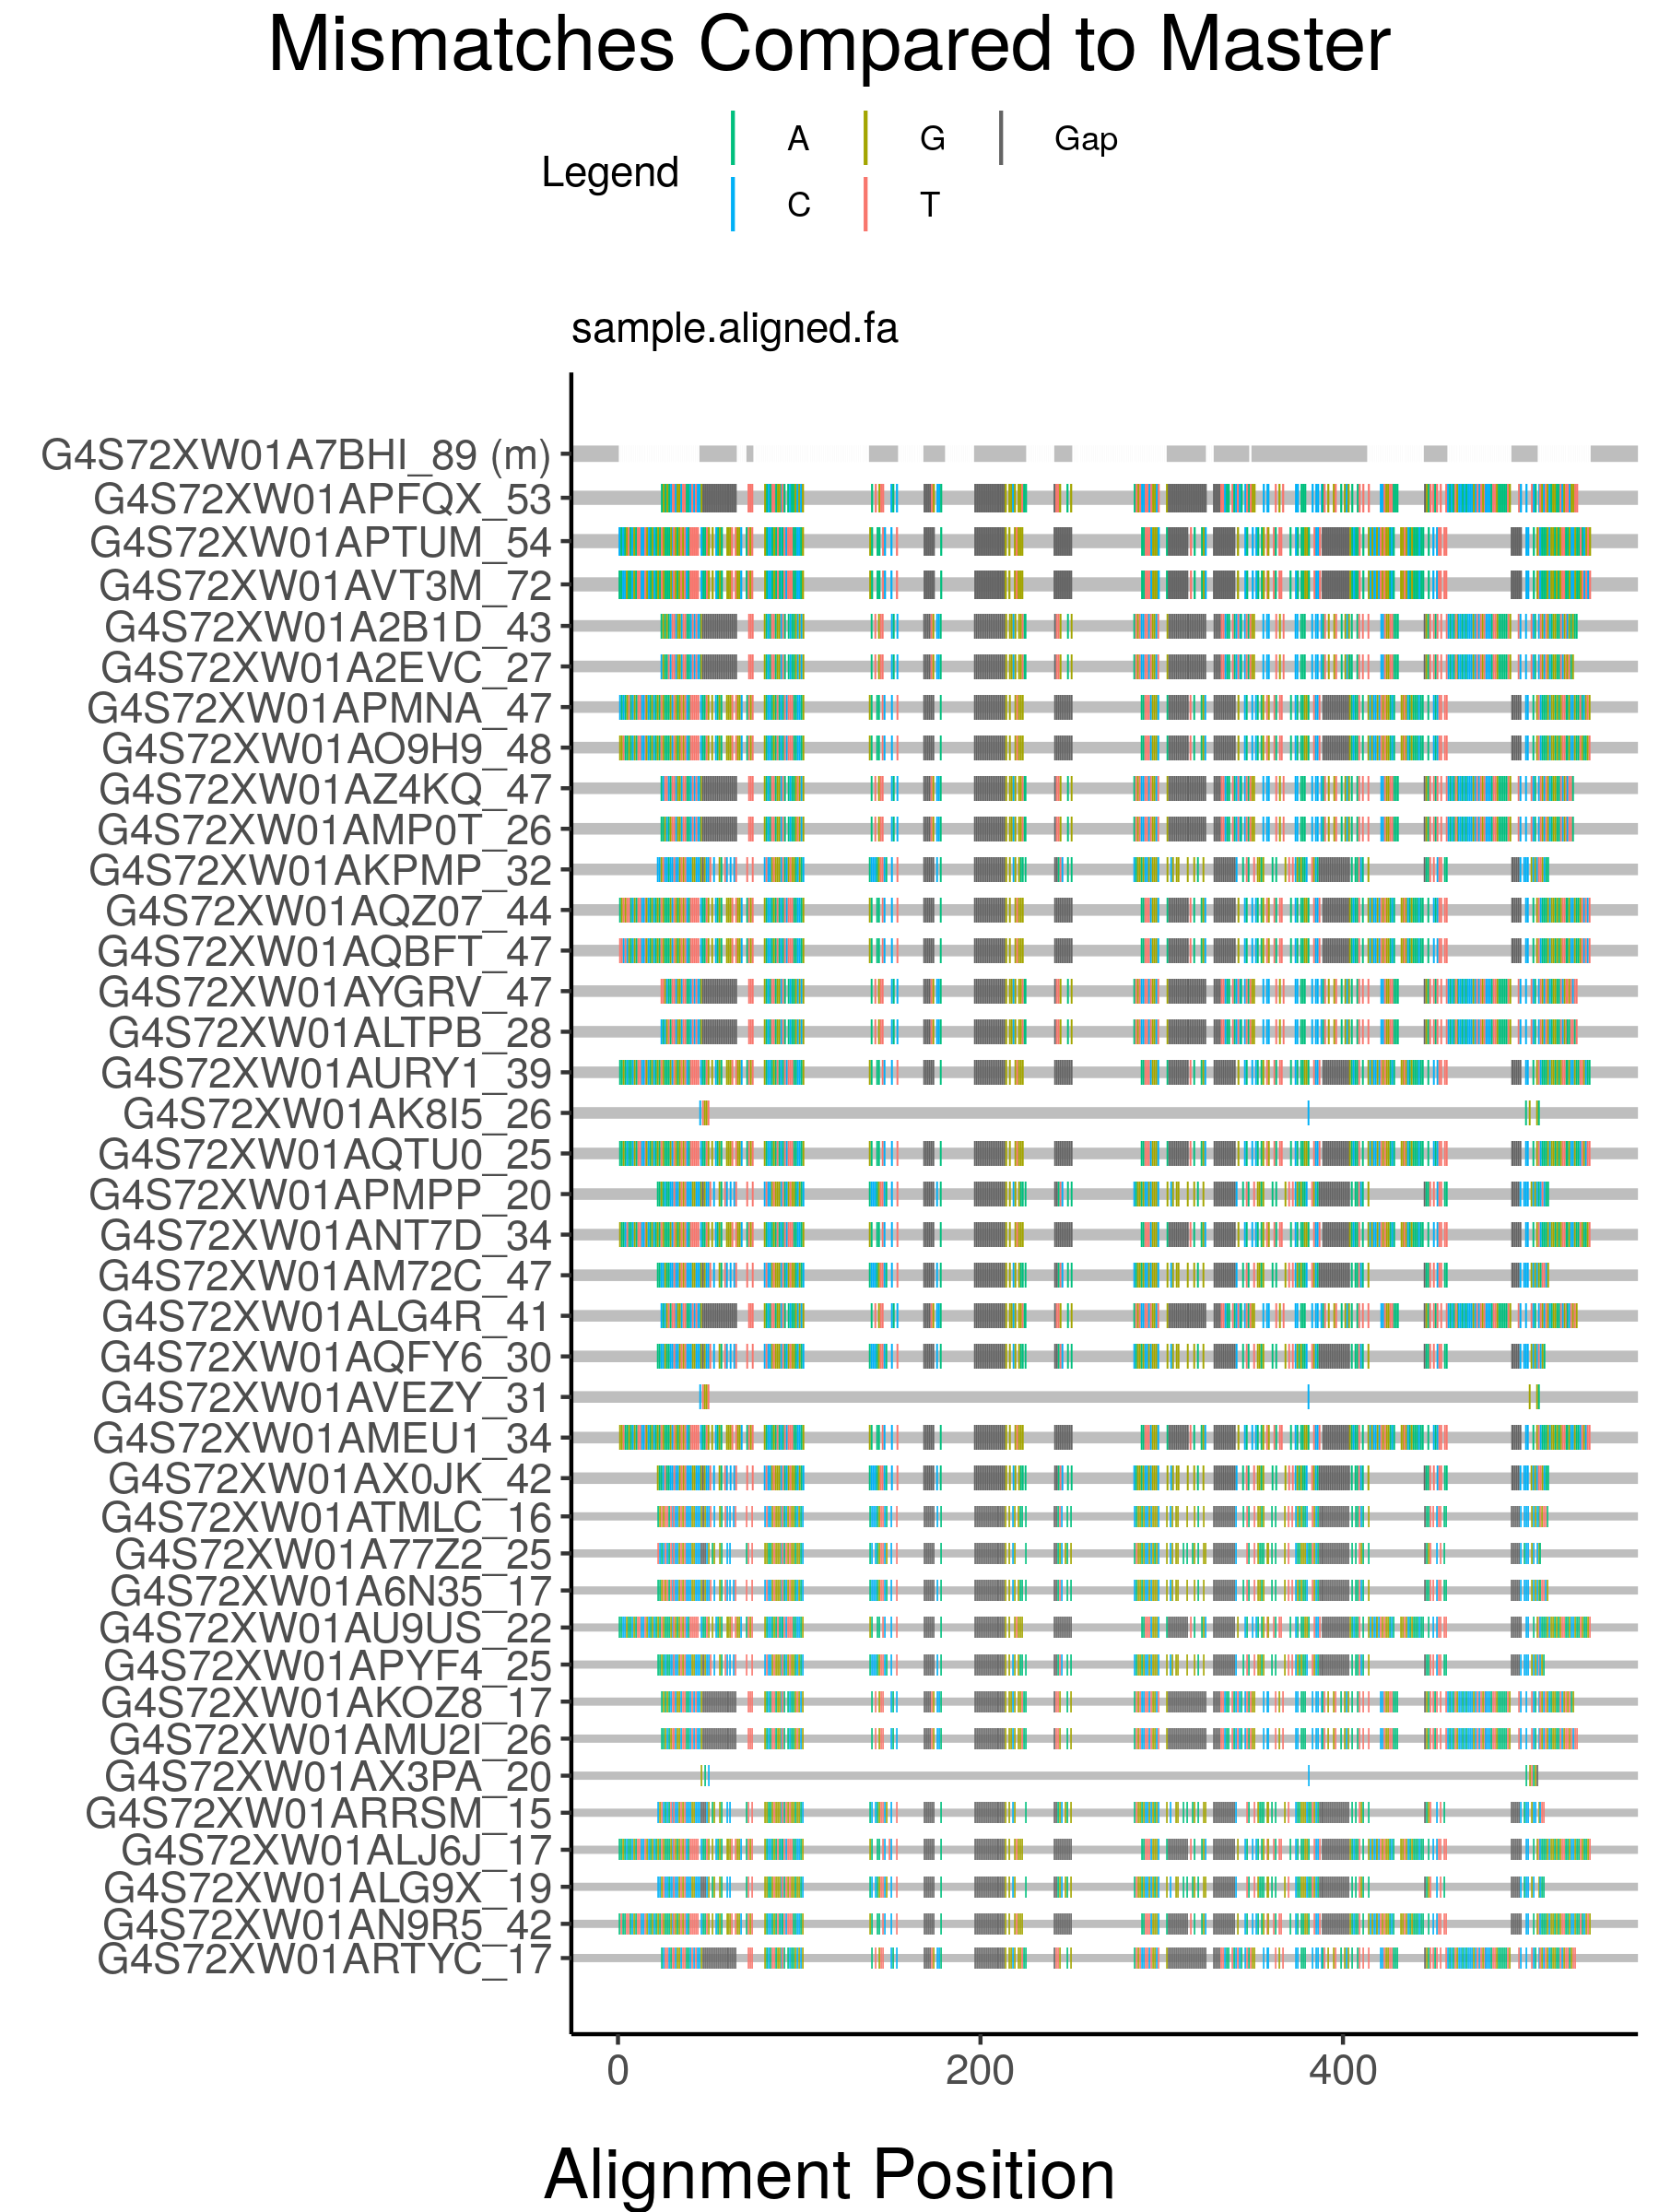 Mismatches Compared to Master
Legend
A
G
Gap
C
T
sample.aligned.fa
G4S72XW01A7BHI_89 (m)
G4S72XW01APFQX_53
G4S72XW01APTUM_54
G4S72XW01AVT3M_72
G4S72XW01A2B1D_43
G4S72XW01A2EVC_27
G4S72XW01APMNA_47
G4S72XW01AO9H9_48
G4S72XW01AZ4KQ_47
G4S72XW01AMP0T_26
G4S72XW01AKPMP_32
G4S72XW01AQZ07_44
G4S72XW01AQBFT_47
G4S72XW01AYGRV_47
G4S72XW01ALTPB_28
G4S72XW01AURY1_39
G4S72XW01AK8I5_26
G4S72XW01AQTU0_25
G4S72XW01APMPP_20
G4S72XW01ANT7D_34
G4S72XW01AM72C_47
G4S72XW01ALG4R_41
G4S72XW01AQFY6_30
G4S72XW01AVEZY_31
G4S72XW01AMEU1_34
G4S72XW01AX0JK_42
G4S72XW01ATMLC_16
G4S72XW01A77Z2_25
G4S72XW01A6N35_17
G4S72XW01AU9US_22
G4S72XW01APYF4_25
G4S72XW01AKOZ8_17
G4S72XW01AMU2I_26
G4S72XW01AX3PA_20
G4S72XW01ARRSM_15
G4S72XW01ALJ6J_17
G4S72XW01ALG9X_19
G4S72XW01AN9R5_42
G4S72XW01ARTYC_17
0 200 400
Alignment Position